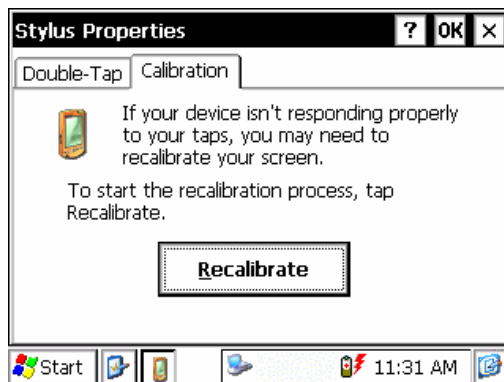 Stylus Properties ? OK ×
Double-Tap Calibration
If your device isn't responding properly
to your taps, you may need to
recalibrate your screen.
To start the recalibration process, tap
Recalibrate.
Recalibrate
Start 11:31 AM